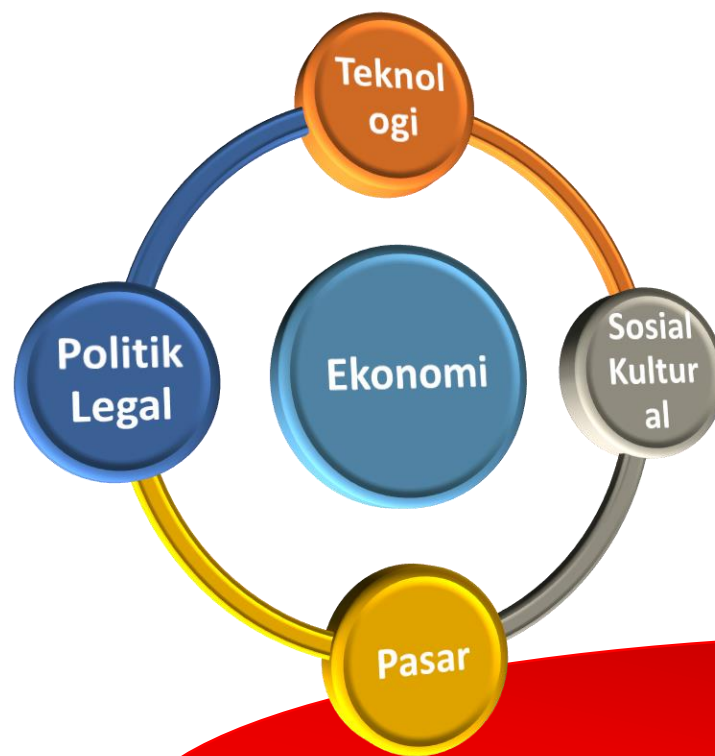 Teknol
ogi
Politik
Legal
Ekonomi
Sosial
Kultur
al
Pasar